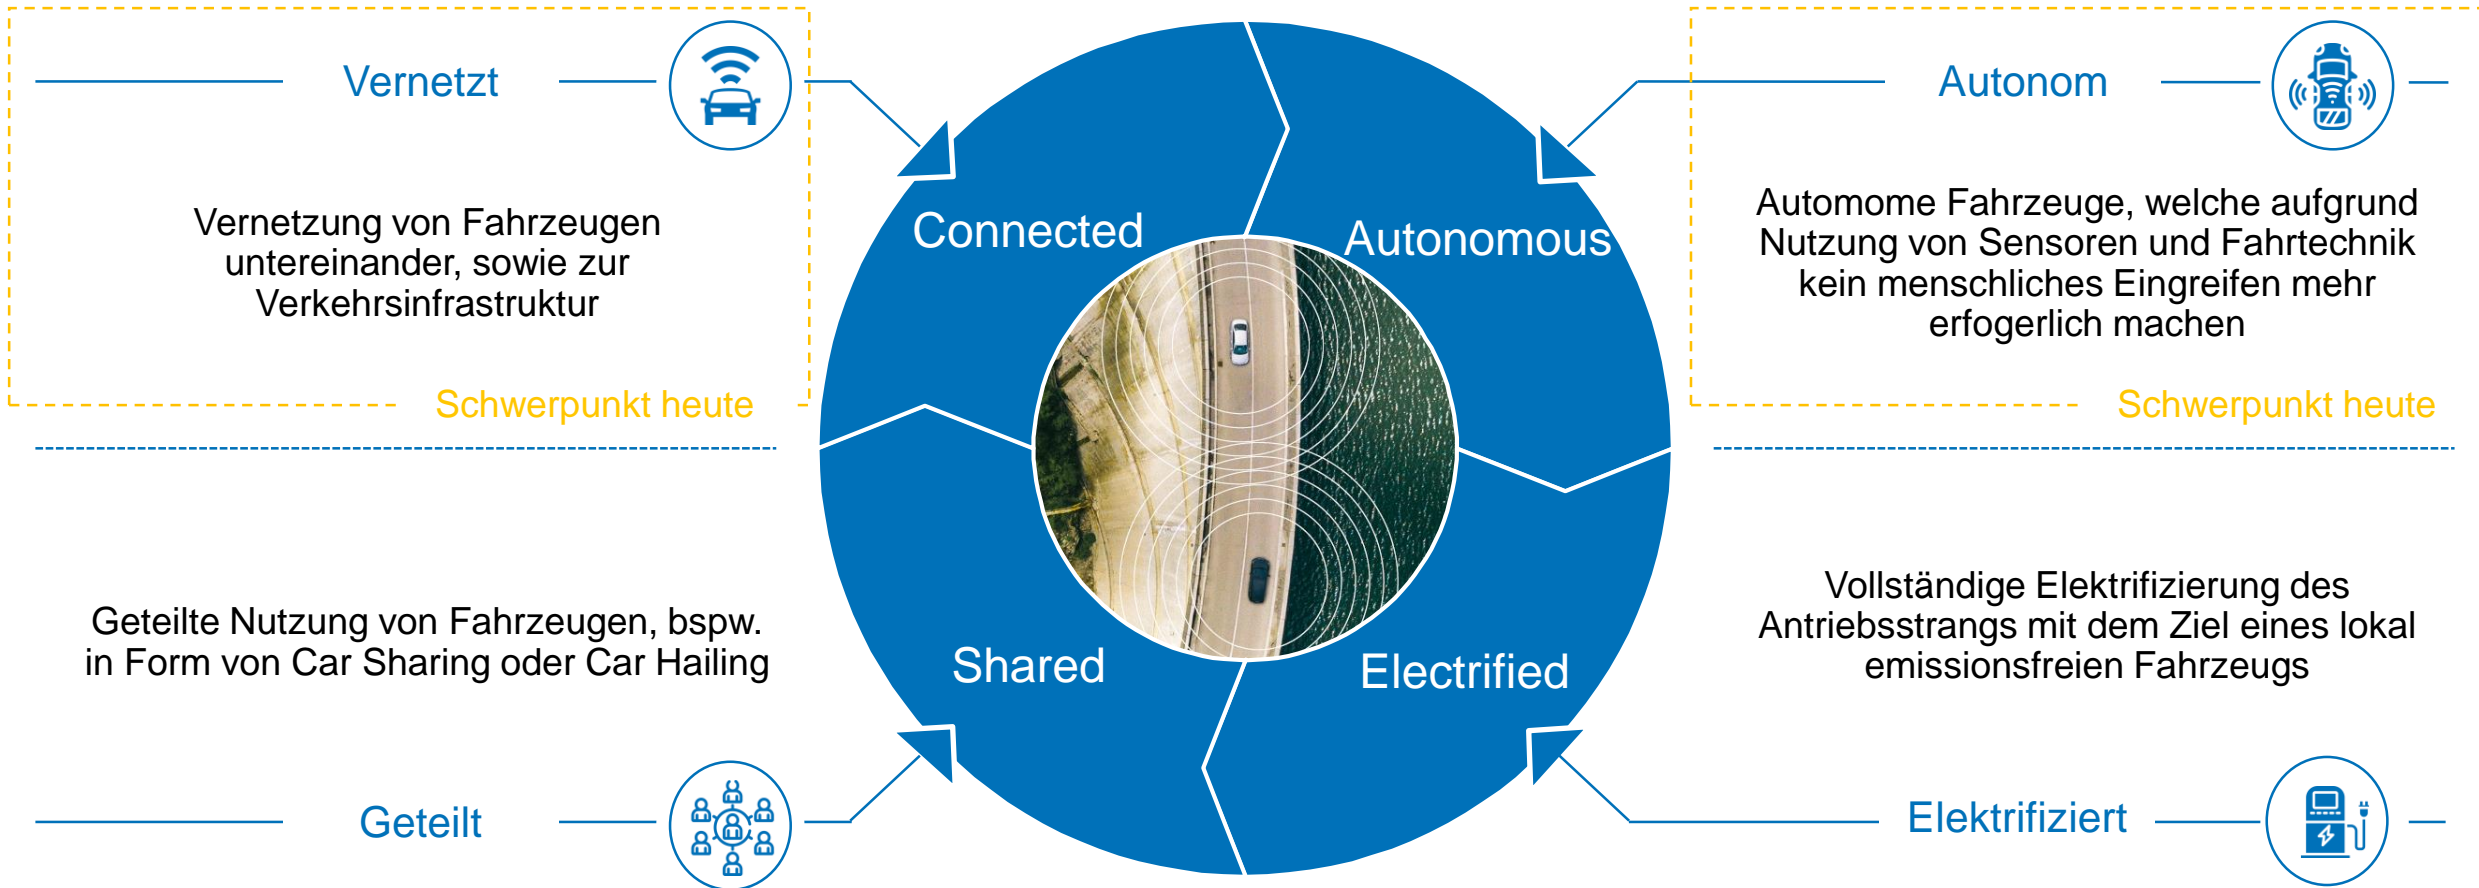 Vernetzt
Vernetzung von Fahrzeugen
untereinander, sowie zur
Verkehrsinfrastruktur
Schwerpunkt heute
Connected
Autonomous
Autonom
Automome Fahrzeuge, welche aufgrund
Nutzung von Sensoren und Fahrtechnik
kein menschliches Eingreifen mehr
erfogerlich machen
Schwerpunkt heute
Geteilte Nutzung von Fahrzeugen, bspw.
in Form von Car Sharing oder Car Hailing
Geteilt
Shared
Electrified
Vollständige Elektrifizierung des
Antriebsstrangs mit dem Ziel eines lokal
emissionsfreien Fahrzeugs
Elektrifiziert